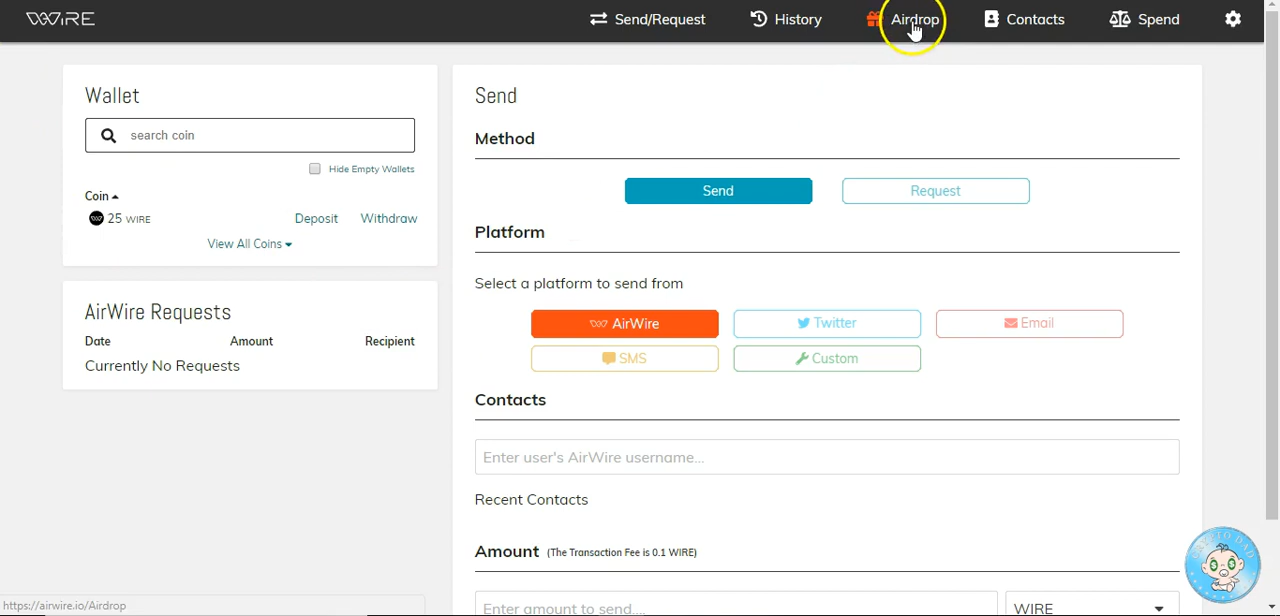 WIRE
Send/Request
History
Airdrop
Contacts
Spend
Wallet
search coin
Hide Empty Wallets
Coin
25 WIRE
Deposit
Withdraw
View All Coins
AirWire Requests
Date
Amount
Recipient
Currently No Requests
Send
Method
Send
Request
Platform
Select a platform to send from
AirWire
Twitter
Email
SMS
Custom
Contacts
Enter user's AirWire username...
Recent Contacts
Amount (The Transaction Fee is 0.1 WIRE)
Enter amount to send....
WIRE
https://airwire.io/Airdrop
CRYPTO DAD